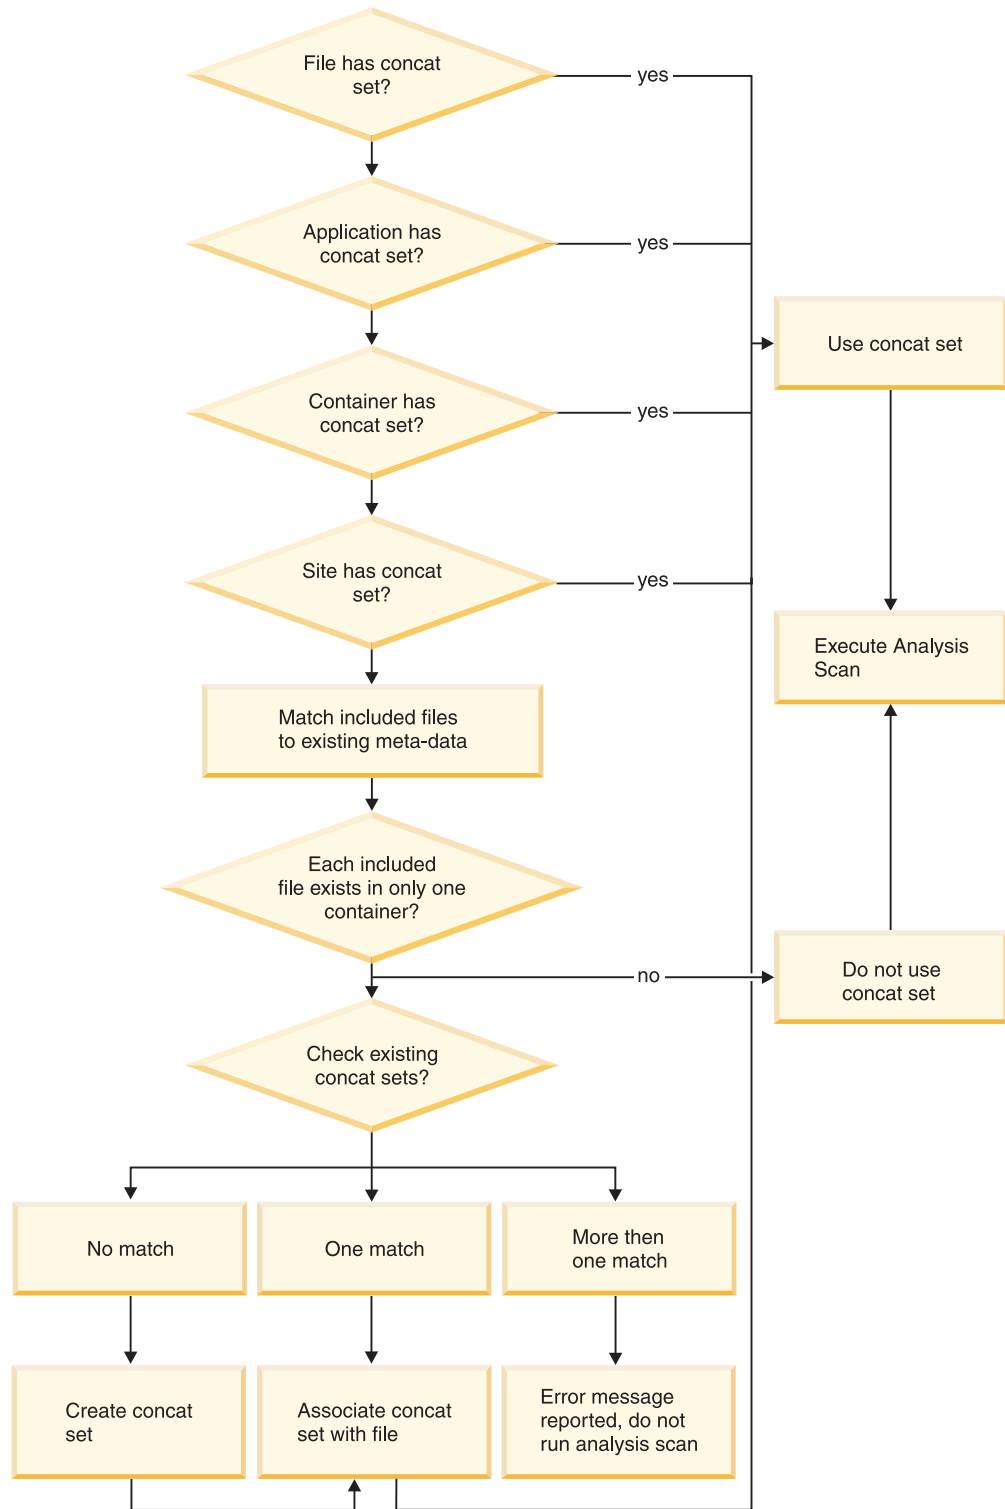 File has concat
set?
yes
Application has
concat set?
yes
Use concat set
Container has
concat set?
yes
Site has concat
set?
yes
Execute Analysis
Scan
Match included files
to existing meta-data
Each included
file exists in only one
container?
no
Do not use
concat set
Check existing
concat sets?
No match
One match
More then
one match
Create concat
set
Associate concat
set with file
Error message
reported, do not
run analysis scan